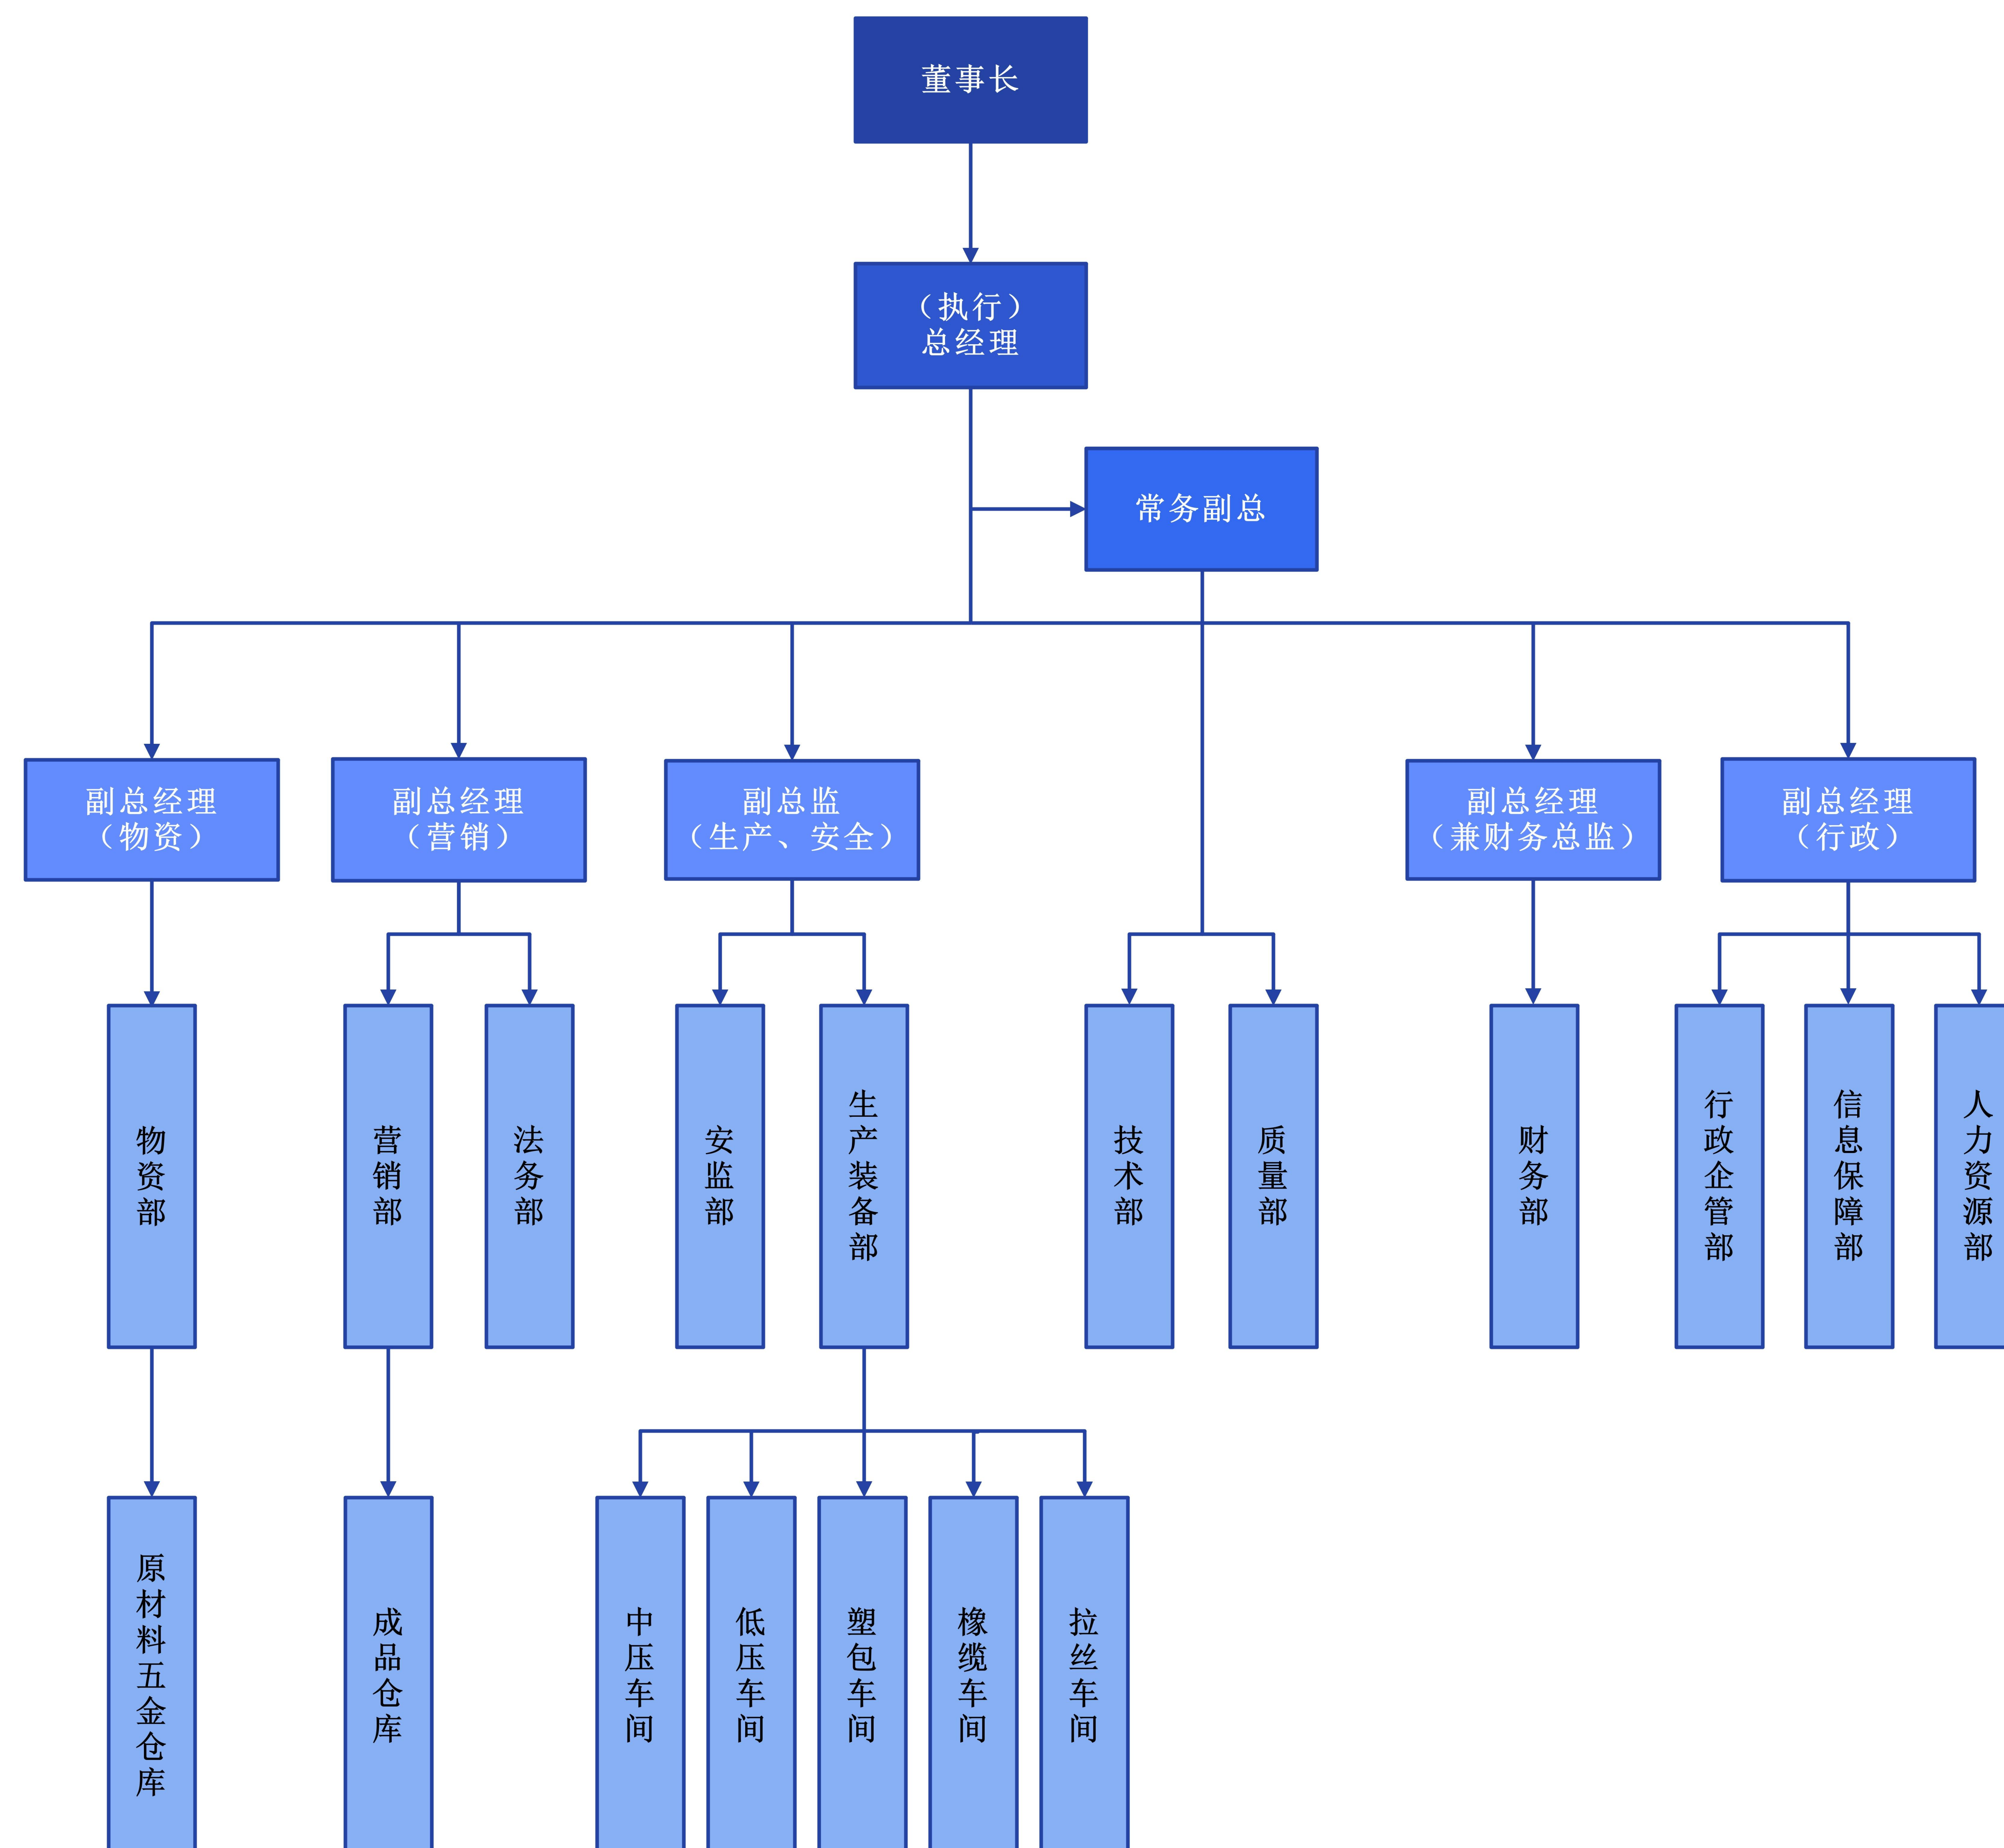 董事长
（执行）
总经理
常务副总
副总经理
（物资）
副总经理
（营销）
副总监
（生产、安全）
副总经理
（兼财务总监）
副总经理
（行政）
物资部
营销部
法务部
安监部
生产装备部
技术部
质量部
财务部
行政企管部
信息保障部
人力资源部
原材料五金仓库
成品仓库
中压车间
低压车间
塑包车间
橡缆车间
拉丝车间